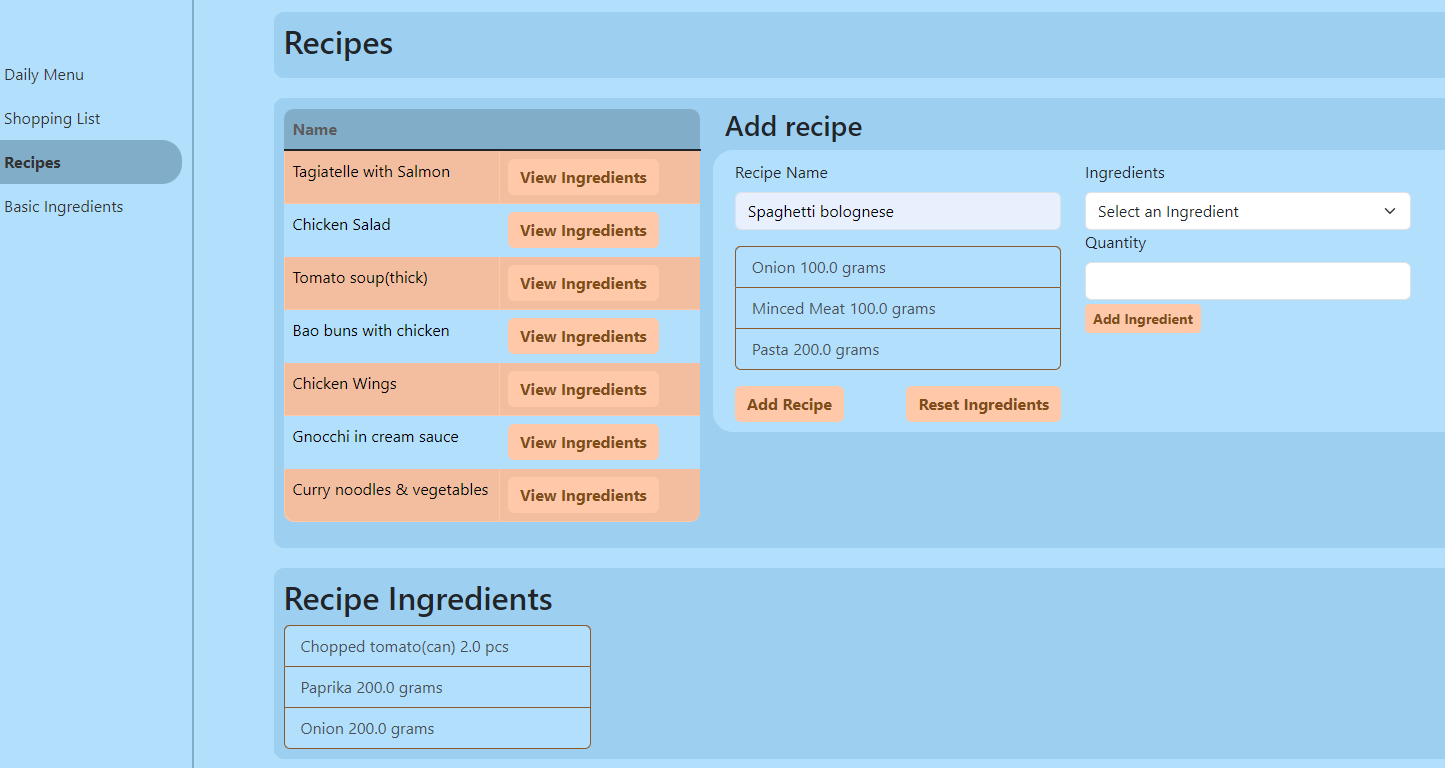 Daily Menu
Shopping List
Recipes
Basic Ingredients
Recipes
Name
Tagiatelle with Salmon View Ingredients
Chicken Salad View Ingredients
Tomato soup(thick) View Ingredients
Bao buns with chicken View Ingredients
Chicken Wings View Ingredients
Gnocchi in cream sauce View Ingredients
Curry noodles & vegetables View Ingredients
Add recipe
Recipe Name
Spaghetti bolognese
Onion 100.0 grams
Minced Meat 100.0 grams
Pasta 200.0 grams
Add Recipe Reset Ingredients
Ingredients
Select an Ingredient
Quantity
Add Ingredient
Recipe Ingredients
Chopped tomato(can) 2.0 pcs
Paprika 200.0 grams
Onion 200.0 grams